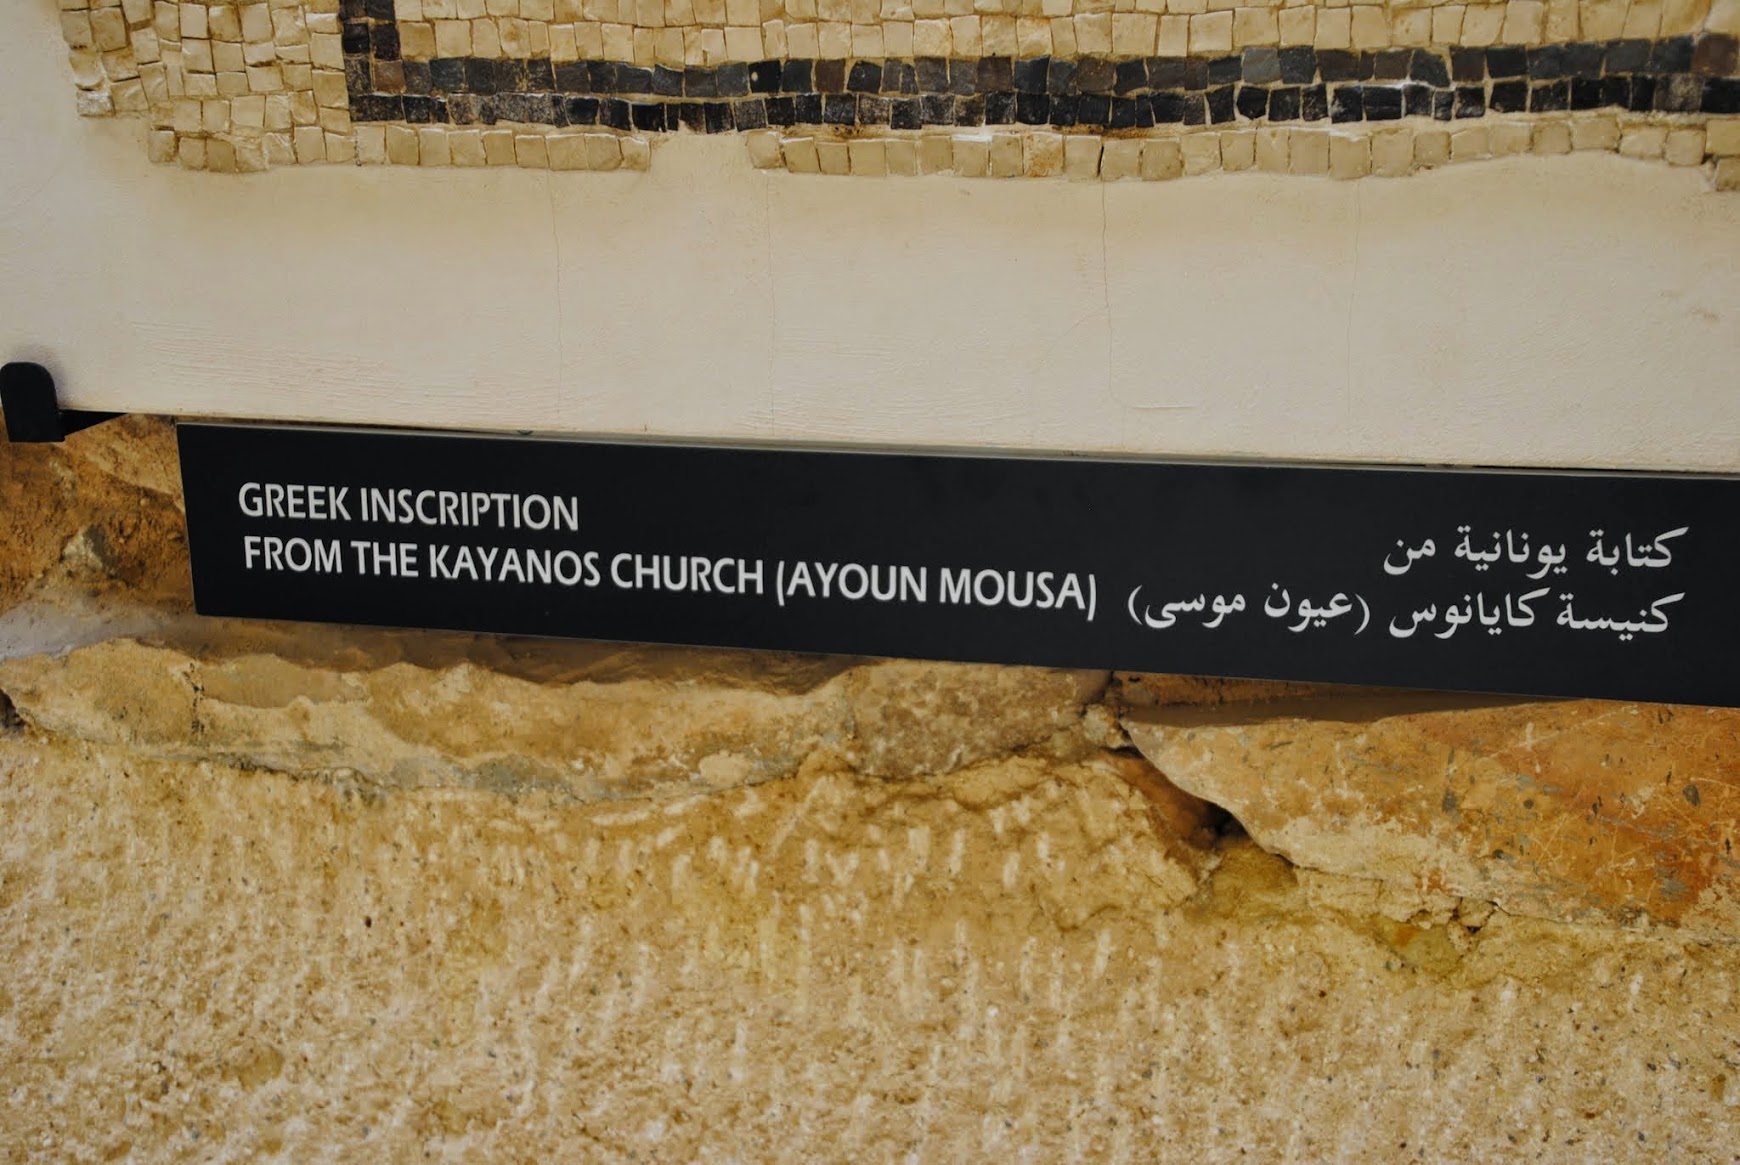 GREEK INSCRIPTION
FROM THE KAYANOS CHURCH (AYOUN MOUSA)
كتابة يونانية من
كنيسة كايانوس (عيون موسى)